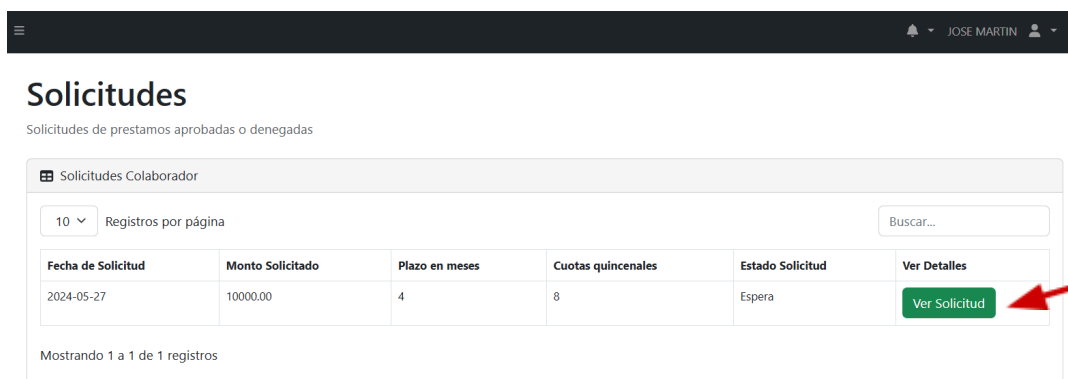 JOSE MARTIN
Solicitudes
Solicitudes de prestamos aprobadas o denegadas
Solicitudes Colaborador
10 Registros por página Buscar...
Fecha de Solicitud Monto Solicitado Plazo en meses Cuotas quincenales Estado Solicitud Ver Detalles
2024-05-27 10000.00 4 8 Espera Ver Solicitud
Mostrando 1 a 1 de 1 registros